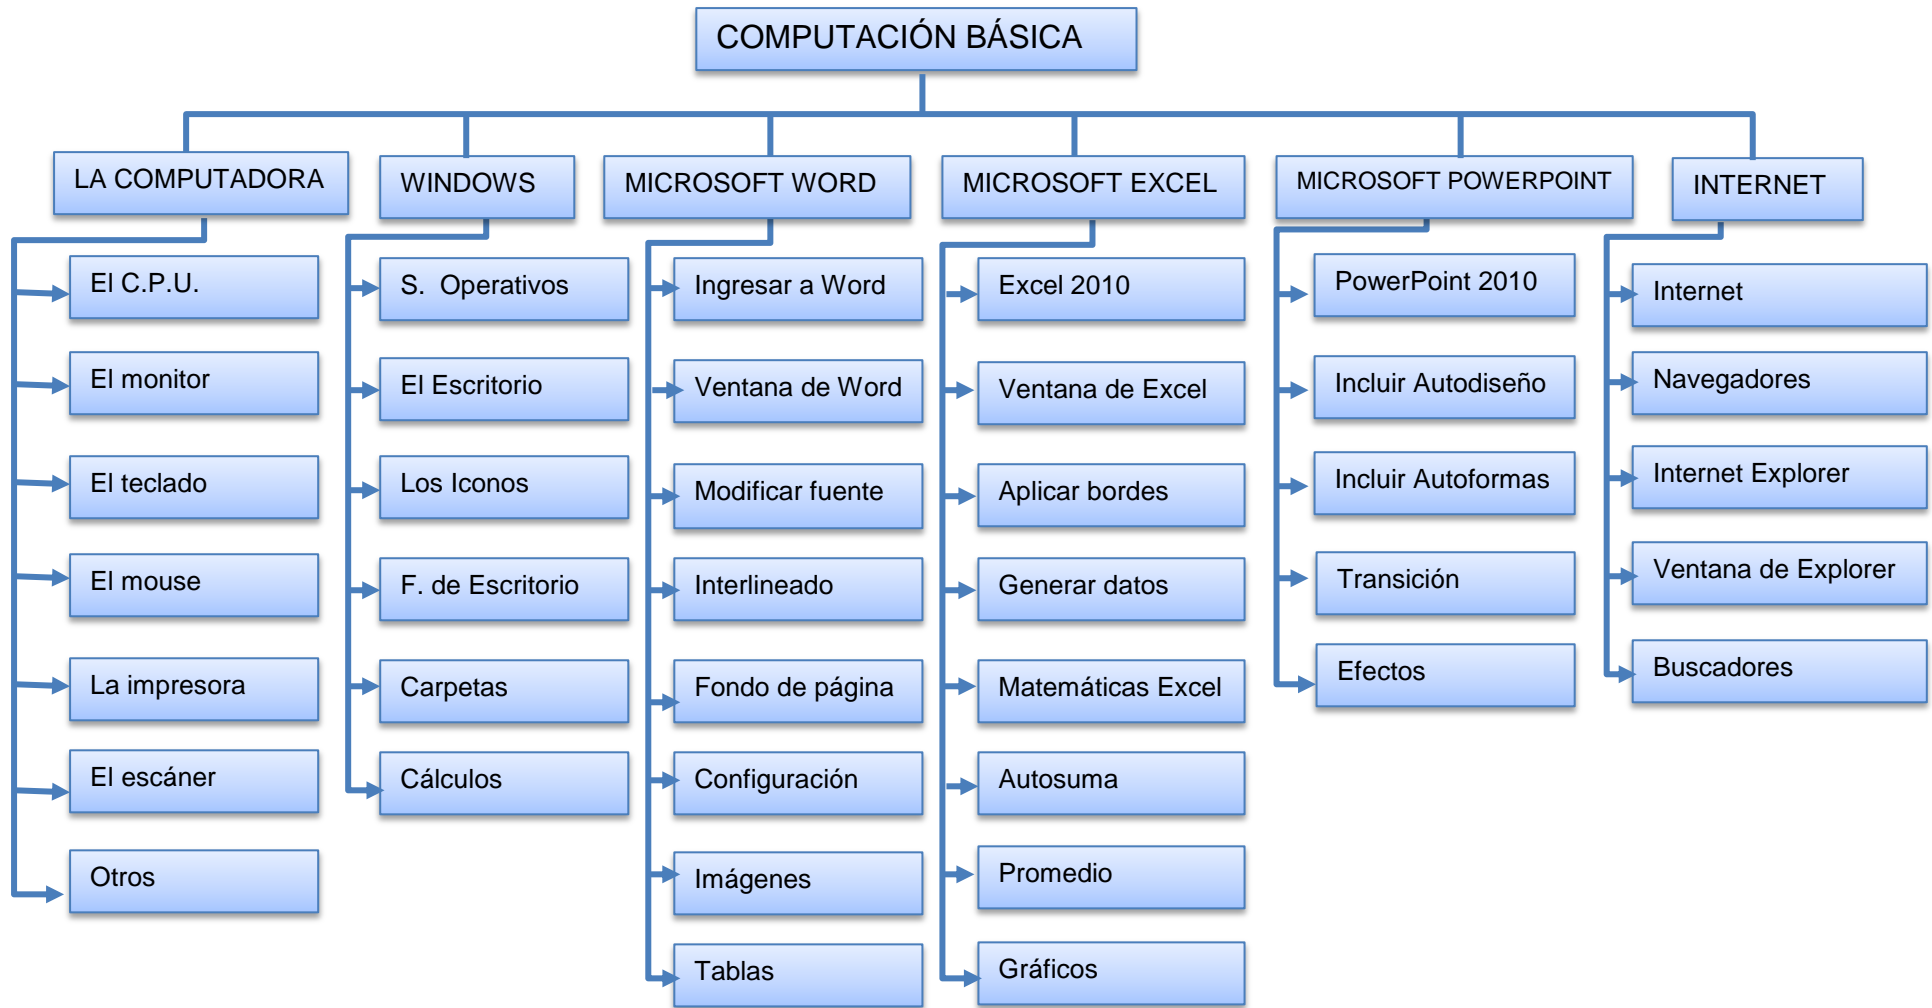 COMPUTACIÓN BÁSICA
LA COMPUTADORA
El C.P.U.
El monitor
El teclado
El mouse
La impresora
El escáner
Otros
WINDOWS
S. Operativos
El Escritorio
Los Iconos
F. de Escritorio
Carpetas
Cálculos
MICROSOFT WORD
Ingresar a Word
Ventana de Word
Modificar fuente
Interlineado
Fondo de página
Configuración
Imágenes
Tablas
MICROSOFT EXCEL
Excel 2010
Ventana de Excel
Aplicar bordes
Generar datos
Matemáticas Excel
Autosuma
Promedio
Gráficos
MICROSOFT POWERPOINT
PowerPoint 2010
Incluir Autodiseño
Incluir Autoformas
Transición
Efectos
INTERNET
Internet
Navegadores
Internet Explorer
Ventana de Explorer
Buscadores